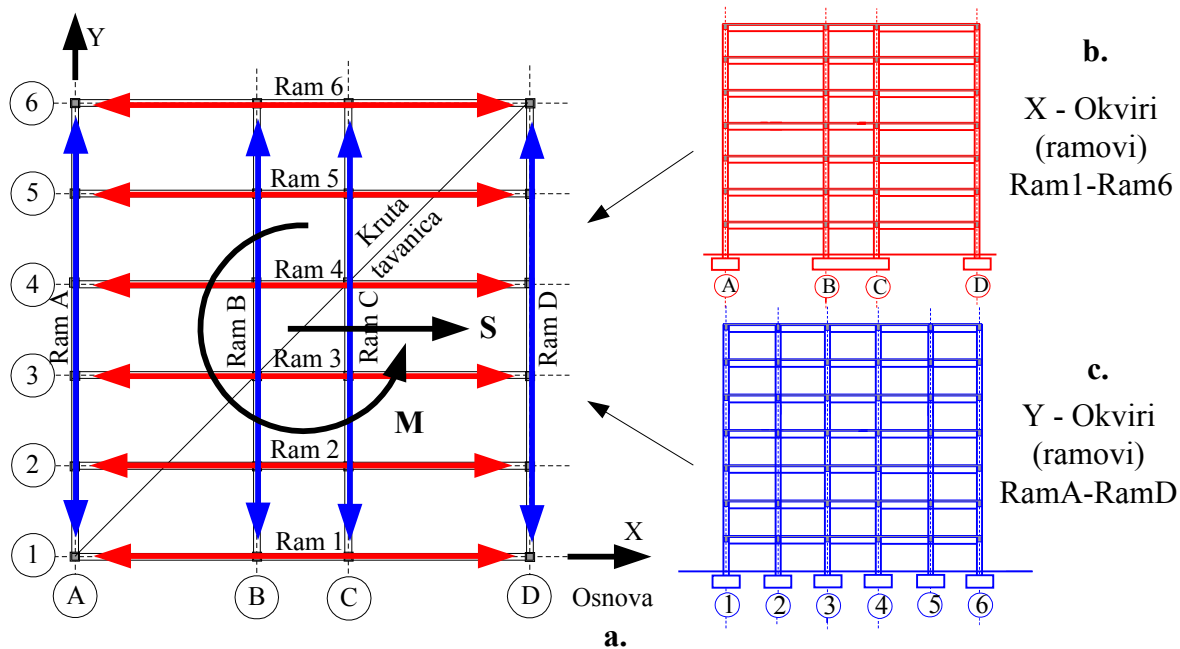 Y
6
Ram 6
5
Ram 5
Kruta
tavanica
4
Ram 4
Ram A
Ram B
Ram C
Ram D
S
3
Ram 3
M
2
Ram 2
1
Ram 1
X
A
B
C
D
Osnova
a.
b.
X - Okviri
(ramovi)
Ram1-Ram6
A
B
C
D
c.
Y - Okviri
(ramovi)
RamA-RamD
1
2
3
4
5
6